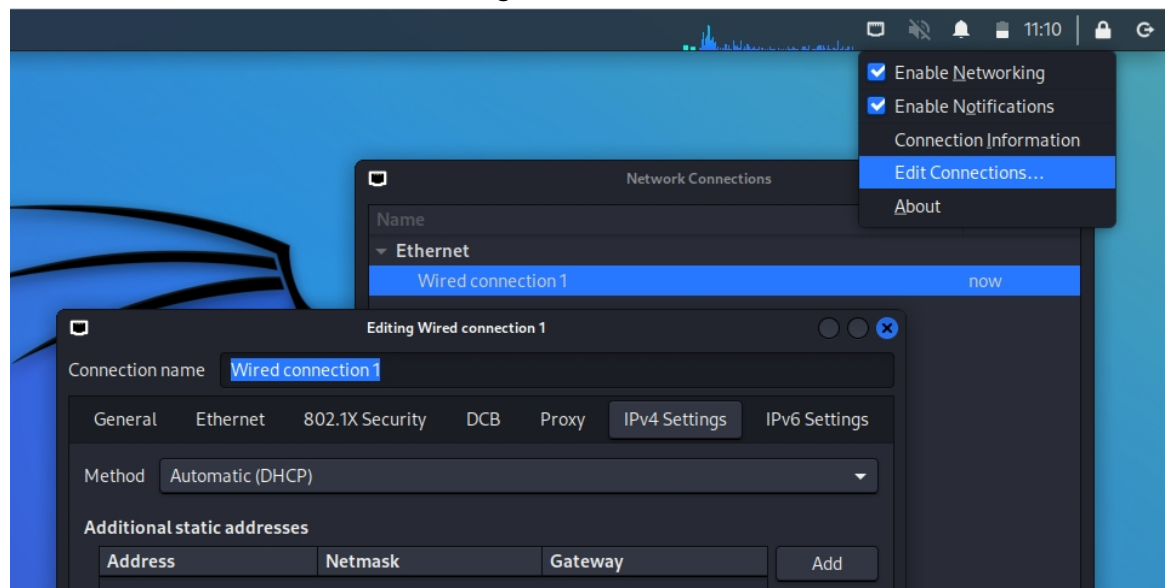 11:10
Enable Networking
Enable Notifications
Connection Information
Edit Connections...
About
Network Connections
Name
Ethernet
Wired connection 1 now
Editing Wired connection 1
Connection name Wired connection 1
General Ethernet 802.1X Security DCB Proxy IPv4 Settings IPv6 Settings
Method Automatic (DHCP)
Additional static addresses
Address Netmask Gateway Add